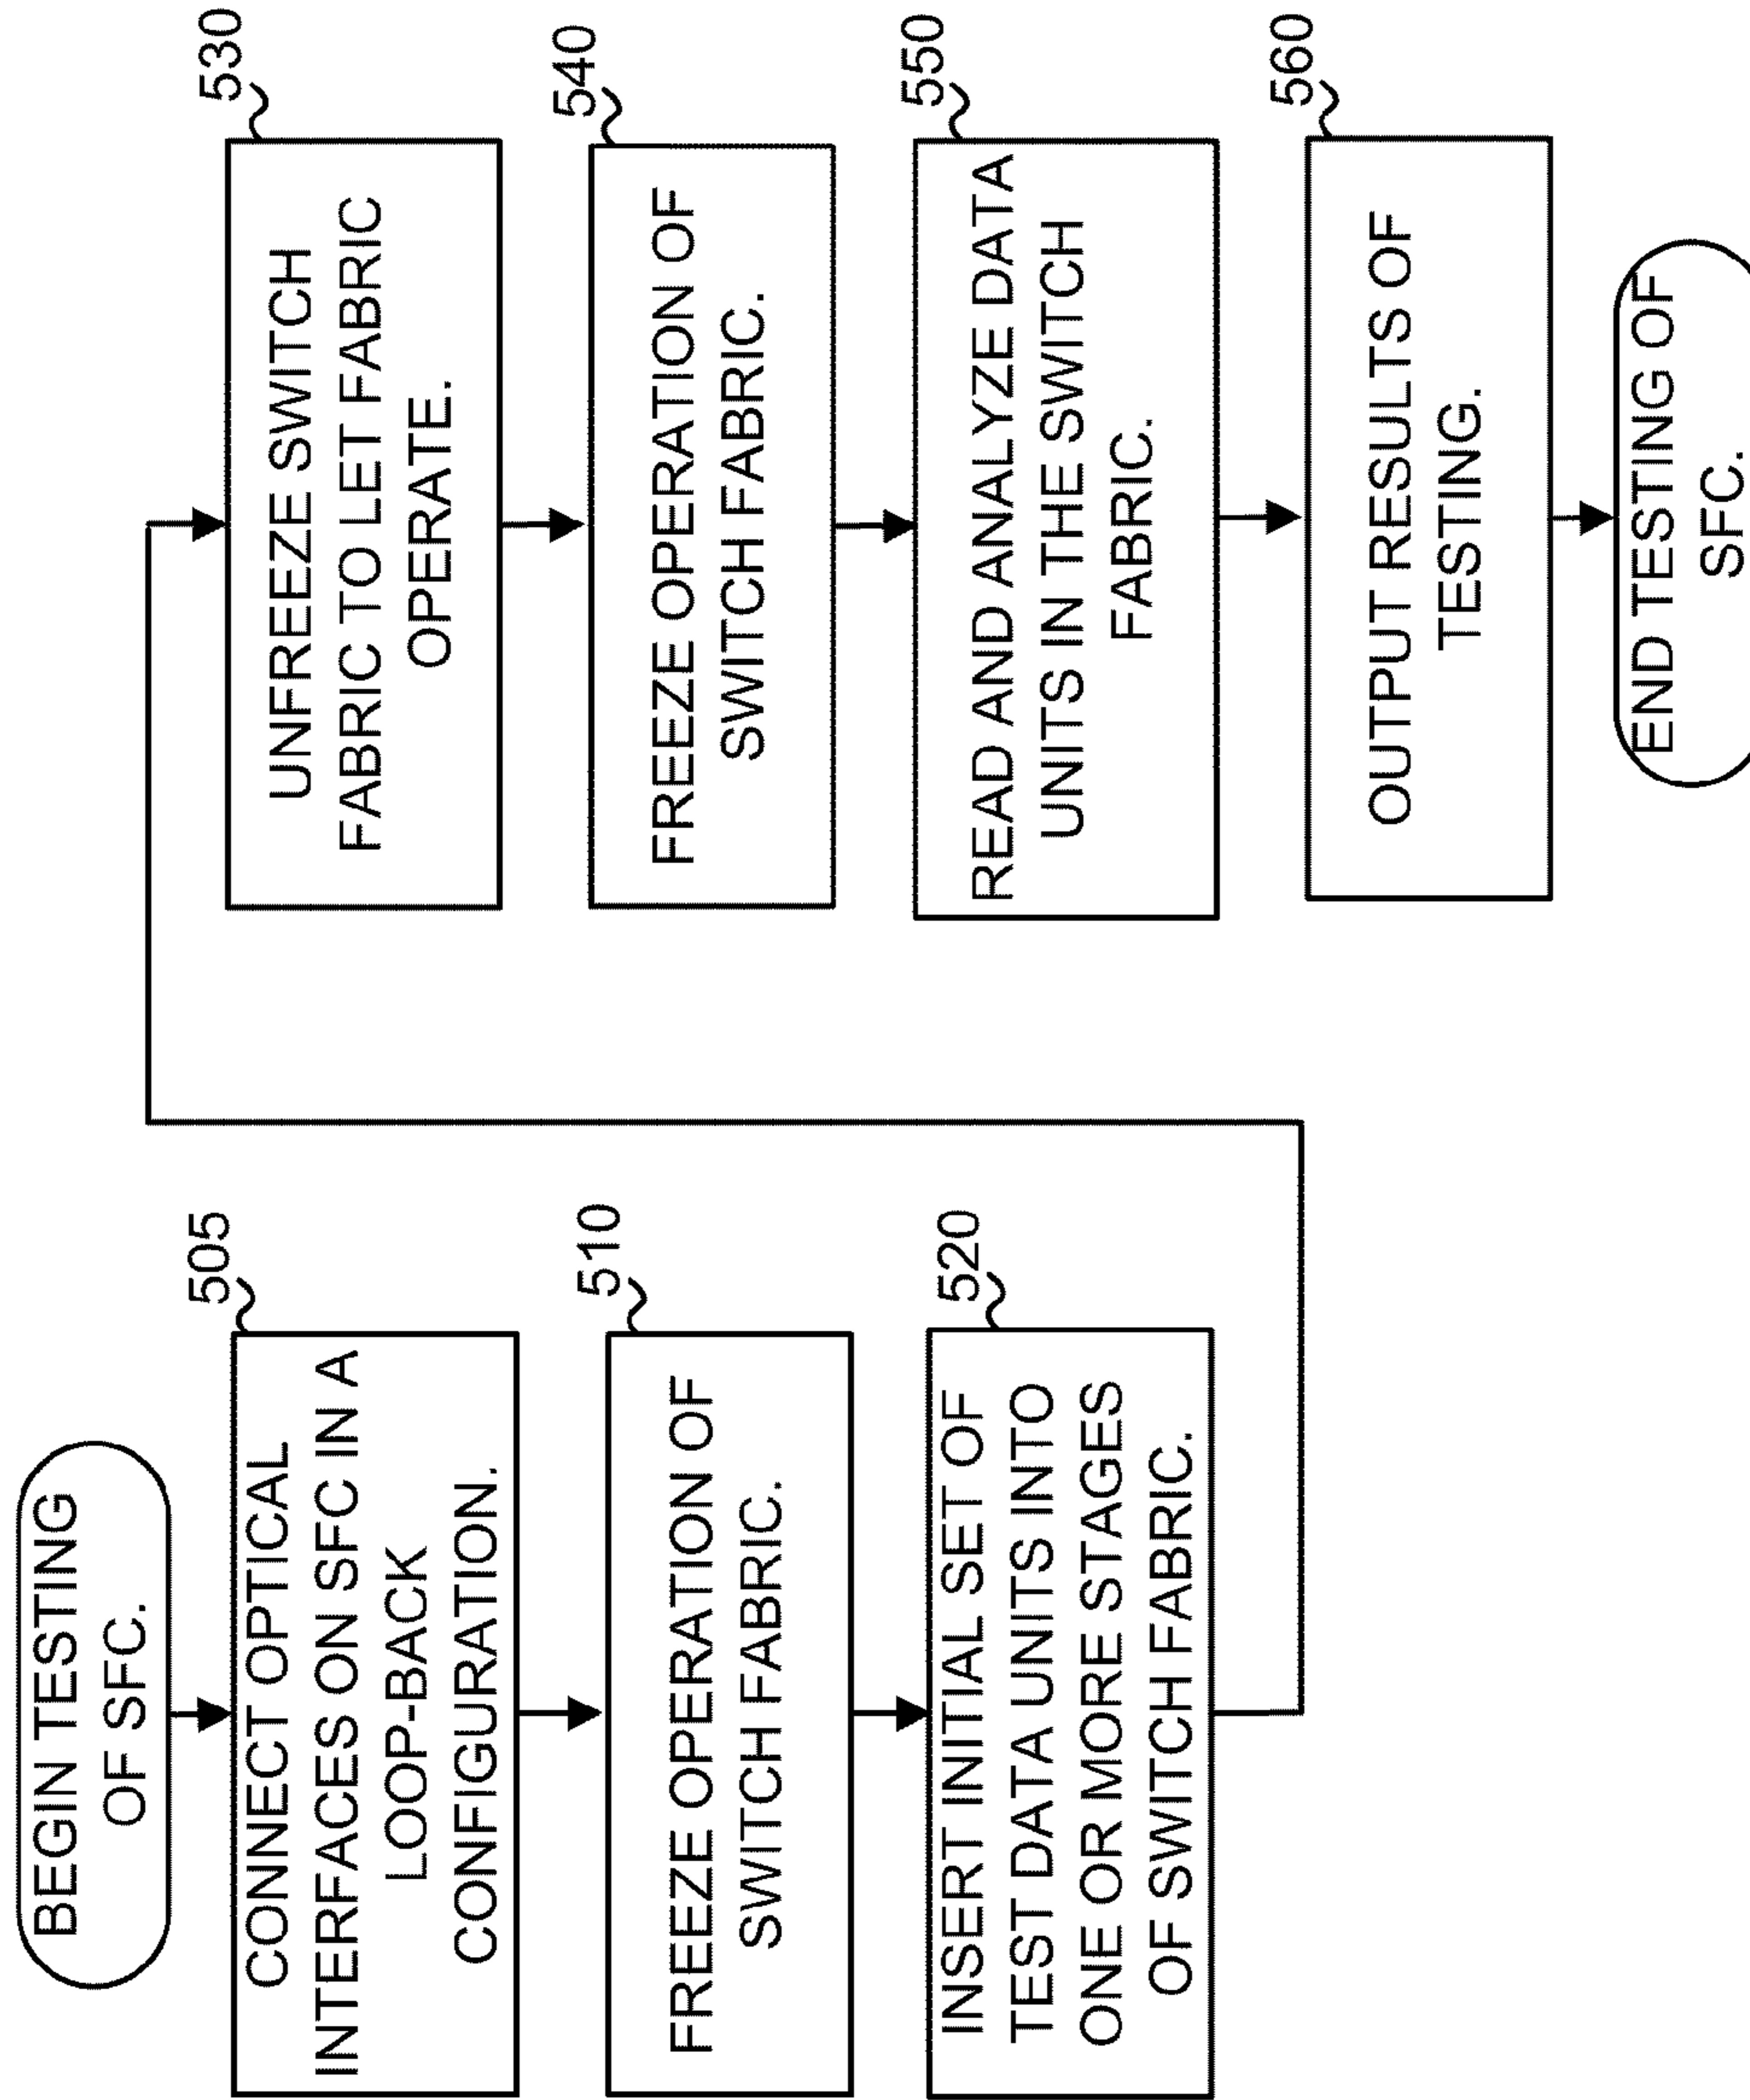 BEGIN TESTING
OF SFC.
505
CONNECT OPTICAL
INTERFACES ON SFC IN A
LOOP-BACK
CONFIGURATION.
510
FREEZE OPERATION OF
SWITCH FABRIC.
520
INSERT INITIAL SET OF
TEST DATA UNITS INTO
ONE OR MORE STAGES
OF SWITCH FABRIC.
530
UNFREEZE SWITCH
FABRIC TO LET FABRIC
OPERATE.
540
FREEZE OPERATION OF
SWITCH FABRIC.
550
READ AND ANALYZE DATA
UNITS IN THE SWITCH
FABRIC.
560
OUTPUT RESULTS OF
TESTING.
END TESTING OF
SFC.